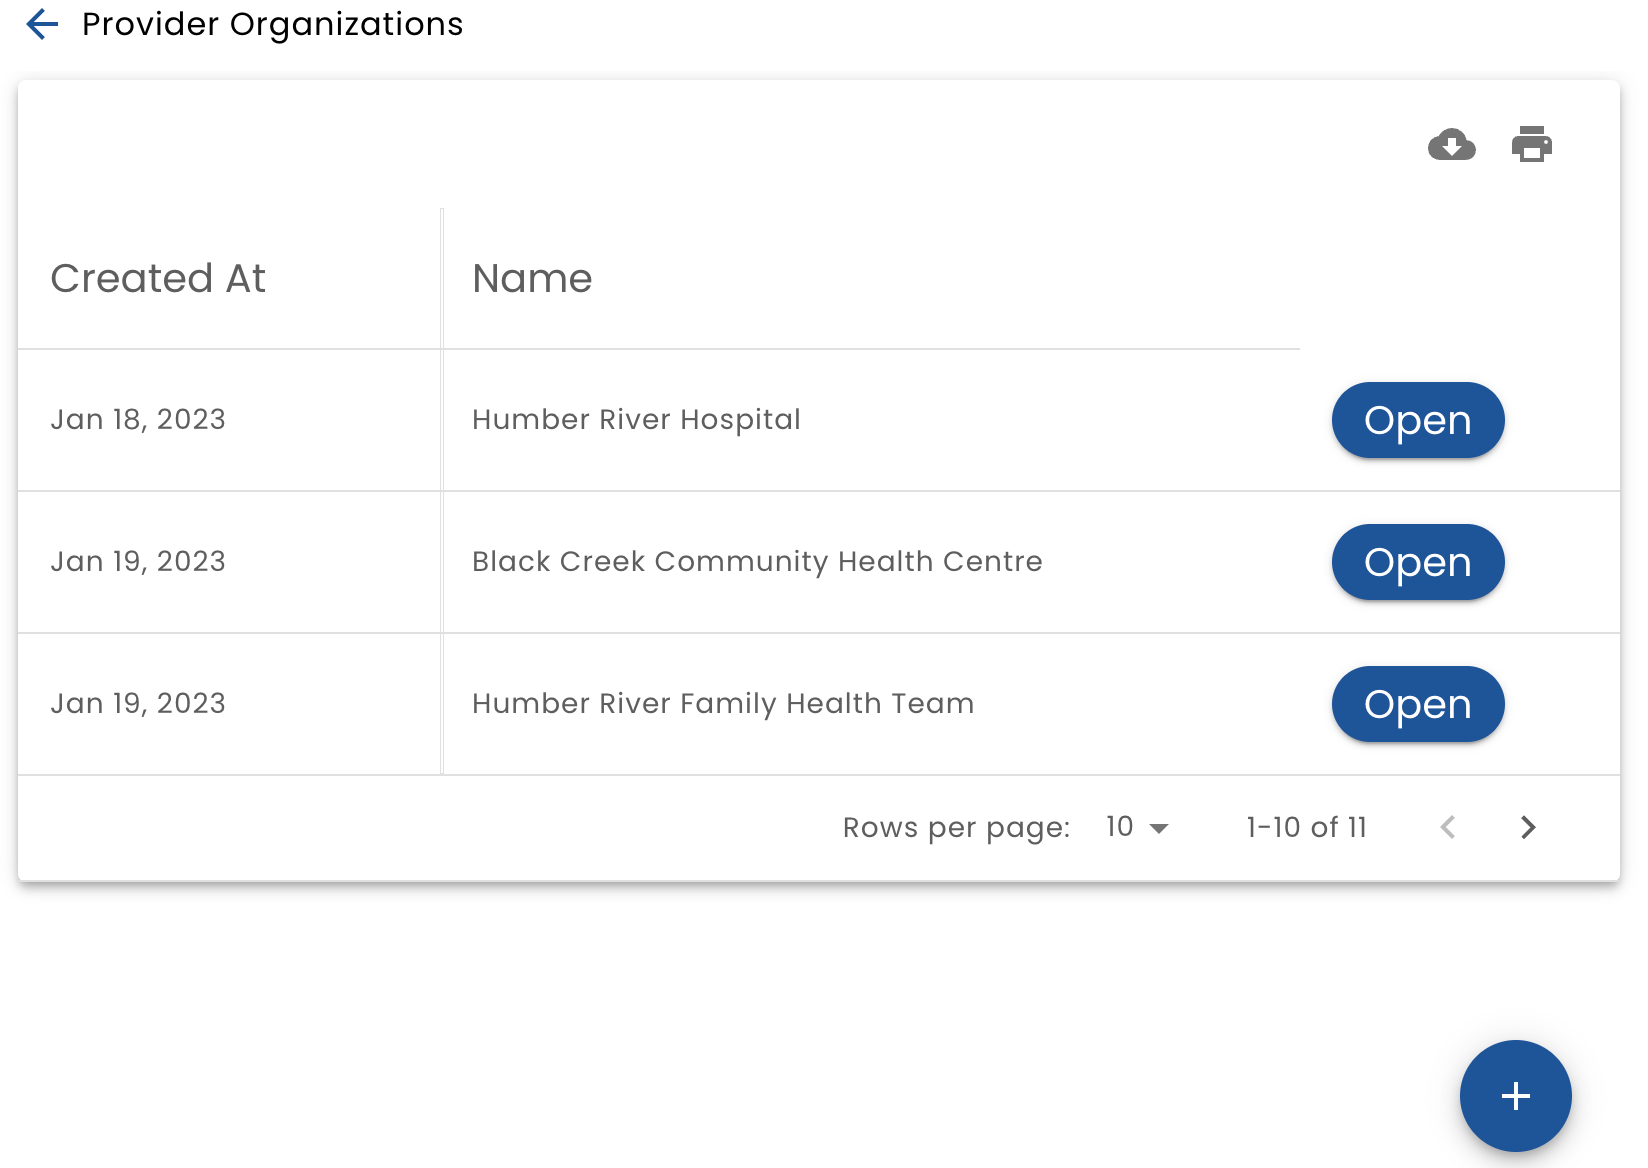 Provider Organizations
Created At Name
Jan 18, 2023 Humber River Hospital Open
Jan 19, 2023 Black Creek Community Health Centre Open
Jan 19, 2023 Humber River Family Health Team Open
Rows per page: 10 1-10 of 11